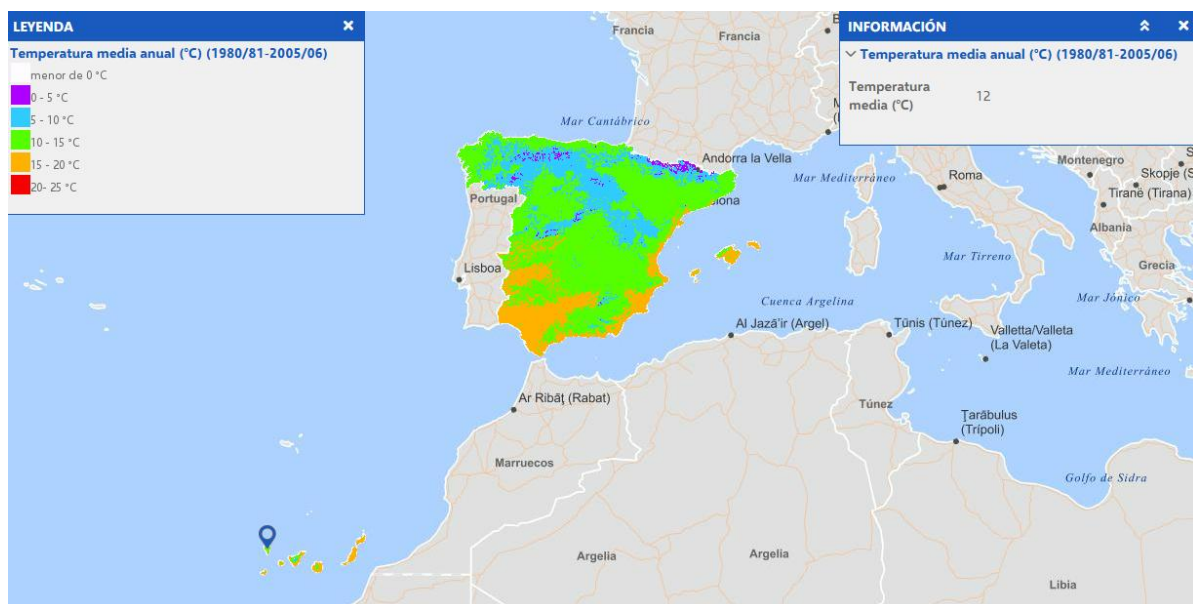 LEYENDA
Temperatura media anual (°C) (1980/81-2005/06)
menor de 0 °C
0 - 5 °C
5 - 10 °C
10 - 15 °C
15 - 20 °C
20- 25 °C
INFORMACIÓN
Temperatura media anual (°C) (1980/81-2005/06)
Temperatura
media (°C)
12
Francia
Francia
Mar Cantábrico
Andorra la Vella
Portugal
Lisboa
Mar Mediterráneo
Roma
Montenegro
Skopje (S
Tiranë (Tirana)
Albania
Mar Tirreno
Grecia
Mar Jónico
Cuenca Argelina
Al Jazā'ir (Argel)
Tūnis (Túnez)
Valletta/Valleta
(La Valeta)
Mar Mediterráneo
Ar Ribāţ (Rabat)
Túnez
Ţarābulus
(Trípoli)
Marruecos
Golfo de Sidra
Argelia
Argelia
Libia